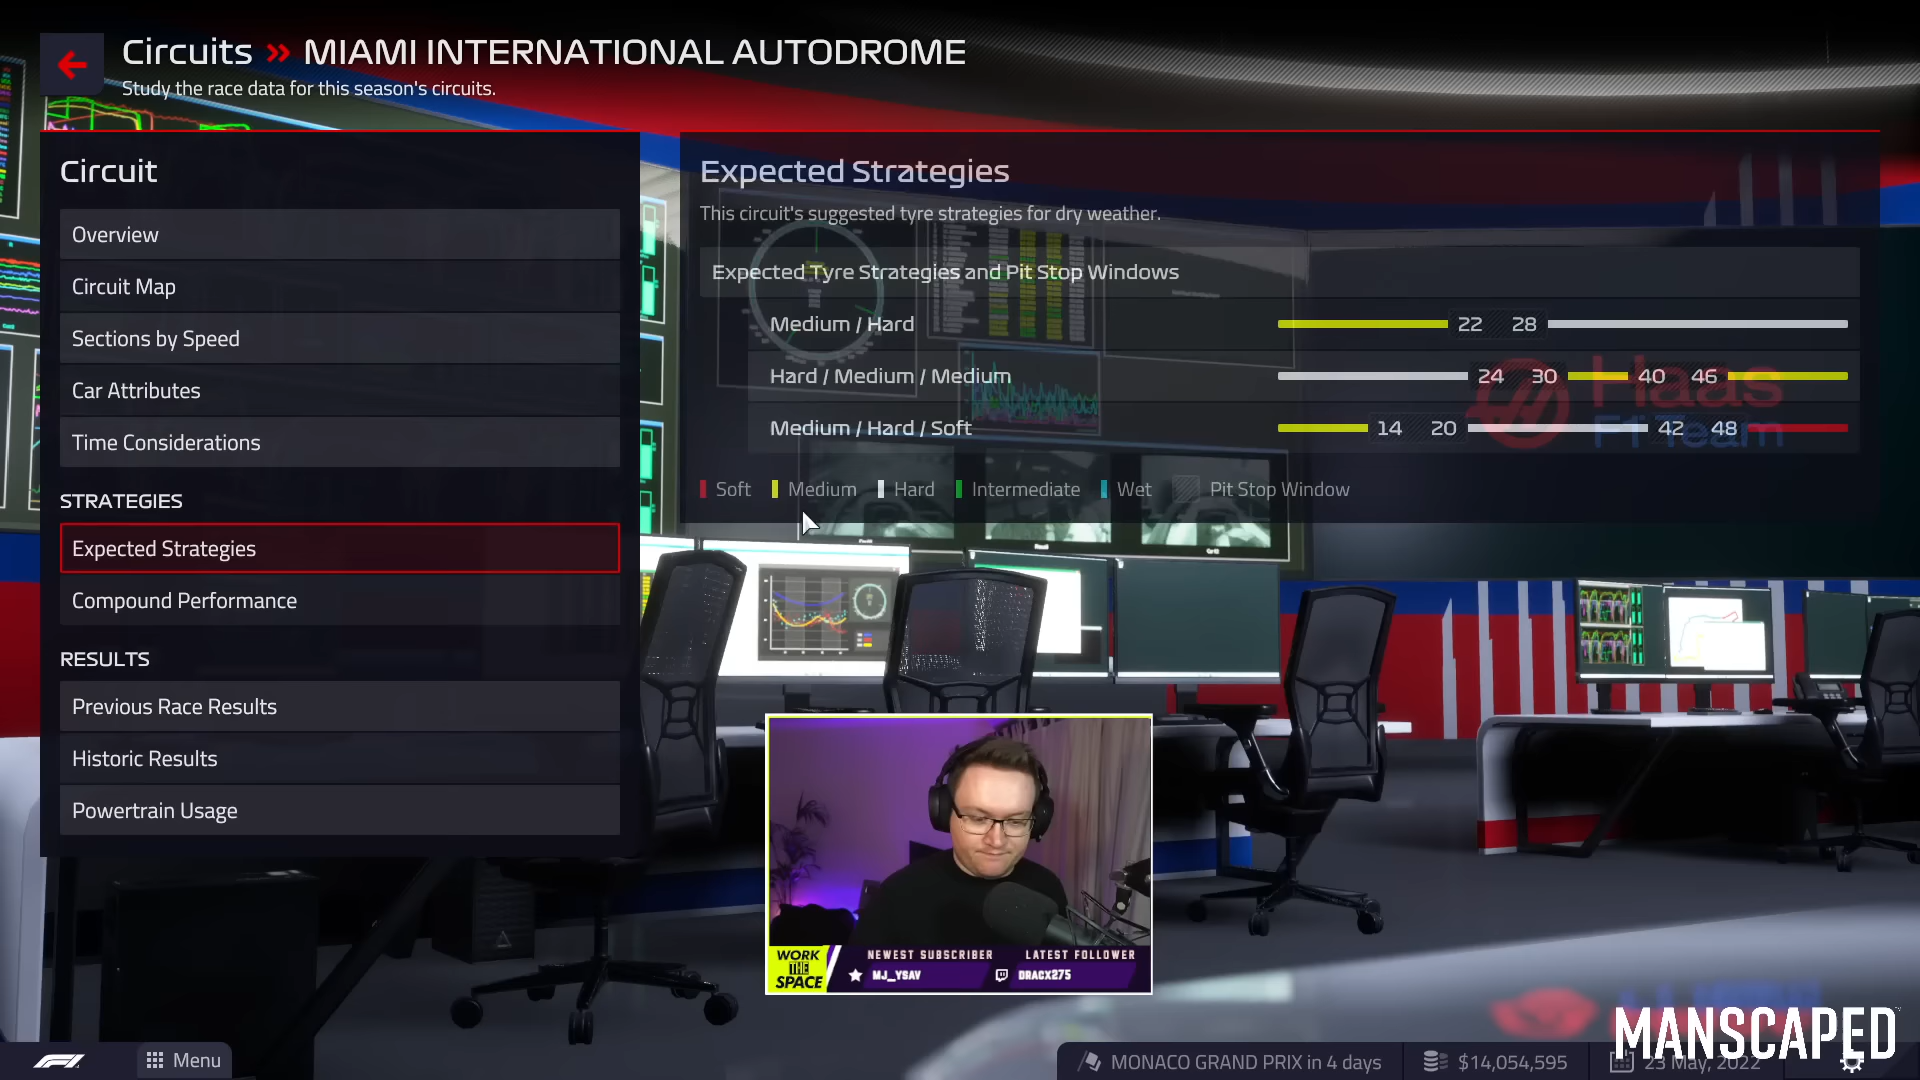 Circuits » MIAMI INTERNATIONAL AUTODROME
Study the race data for this season's circuits.
Circuit
Overview
Circuit Map
Sections by Speed
Car Attributes
Time Considerations
STRATEGIES
Expected Strategies
Compound Performance
RESULTS
Previous Race Results
Historic Results
Powertrain Usage
Expected Strategies
This circuit's suggested tyre strategies for dry weather.
Expected Tyre Strategies and Pit Stop Windows
Medium / Hard 22 28
Hard / Medium / Medium 24 30 40 46
Medium / Hard / Soft 14 20 42 48
Soft Medium Hard Intermediate Wet Pit Stop Window
Haas
F1 Team
WORK THE SPACE
NEWEST SUBSCRIBER
MJ_YSAV
LATEST FOLLOWER
DRACX275
MANSCAPED
F1
Menu
MONACO GRAND PRIX in 4 days
$14,054,595
23 May, 2022